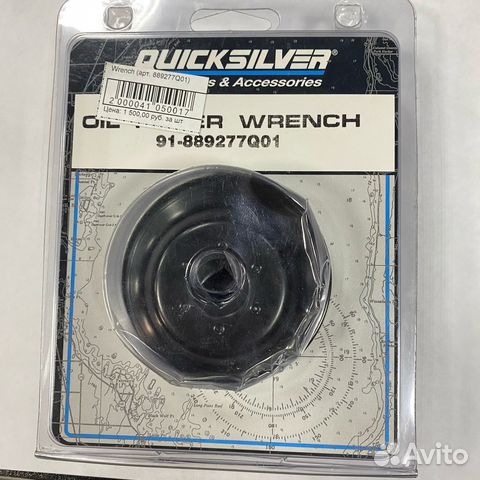 QUICKSILVER
s & Accessories
Wrench (арт. 889277Q01)
2 000041 050017
Цена: 1 500,00 руб. за шт
OIL ER WRENCH
91-889277Q01
Avito